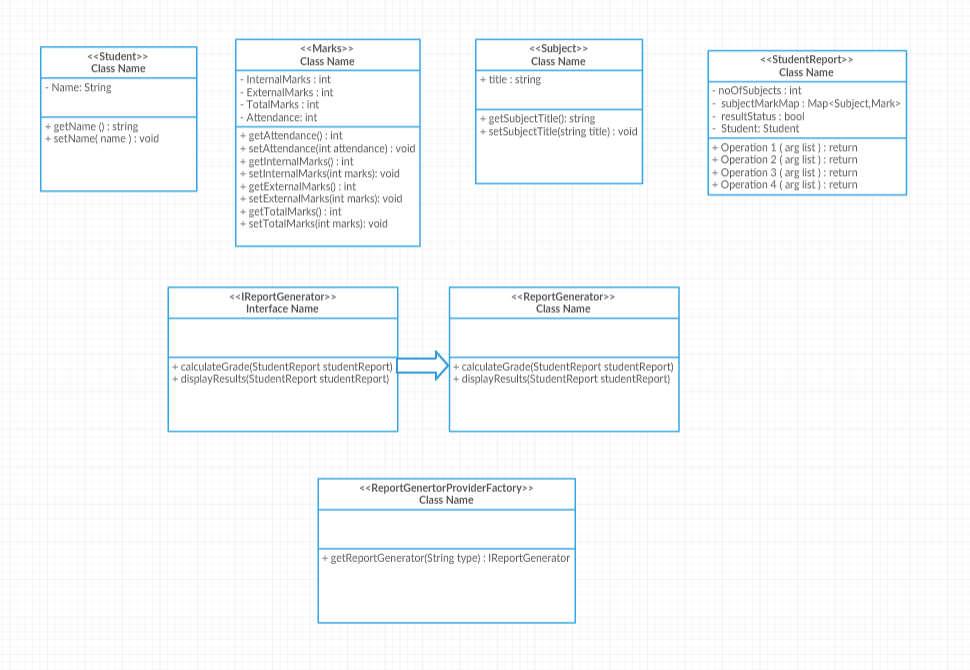 <<Student>>
Class Name
- Name: String
+ getName () : string
+ setName( name ) : void
<<Marks>>
Class Name
- InternalMarks : int
- ExternalMarks : int
- TotalMarks : int
- Attendance: int
+ getAttendance() : int
+ setAttendance(int attendance) : void
+ getInternalMarks() : int
+ setInternalMarks(int marks): void
+ getExternalMarks() : int
+ setExternalMarks(int marks): void
+ getTotalMarks() : int
+ setTotalMarks(int marks): void
<<Subject>>
Class Name
+ title : string
+ getSubjectTitle(): string
+ setSubjectTitle(string title) : void
<<StudentReport>>
Class Name
- noOfSubjects : int
- subjectMarkMap : Map<Subject,Mark>
- resultStatus : bool
- Student: Student
+ Operation 1 ( arg list ) : return
+ Operation 2 ( arg list ) : return
+ Operation 3 ( arg list ) : return
+ Operation 4 ( arg list ) : return
<<IReportGenerator>>
Interface Name
+ calculateGrade(StudentReport studentReport)
+ displayResults(StudentReport studentReport)
<<ReportGenerator>>
Class Name
+ calculateGrade(StudentReport studentReport)
+ displayResults(StudentReport studentReport)
<<ReportGenertorProviderFactory>>
Class Name
+ getReportGenerator(String type) : IReportGenerator